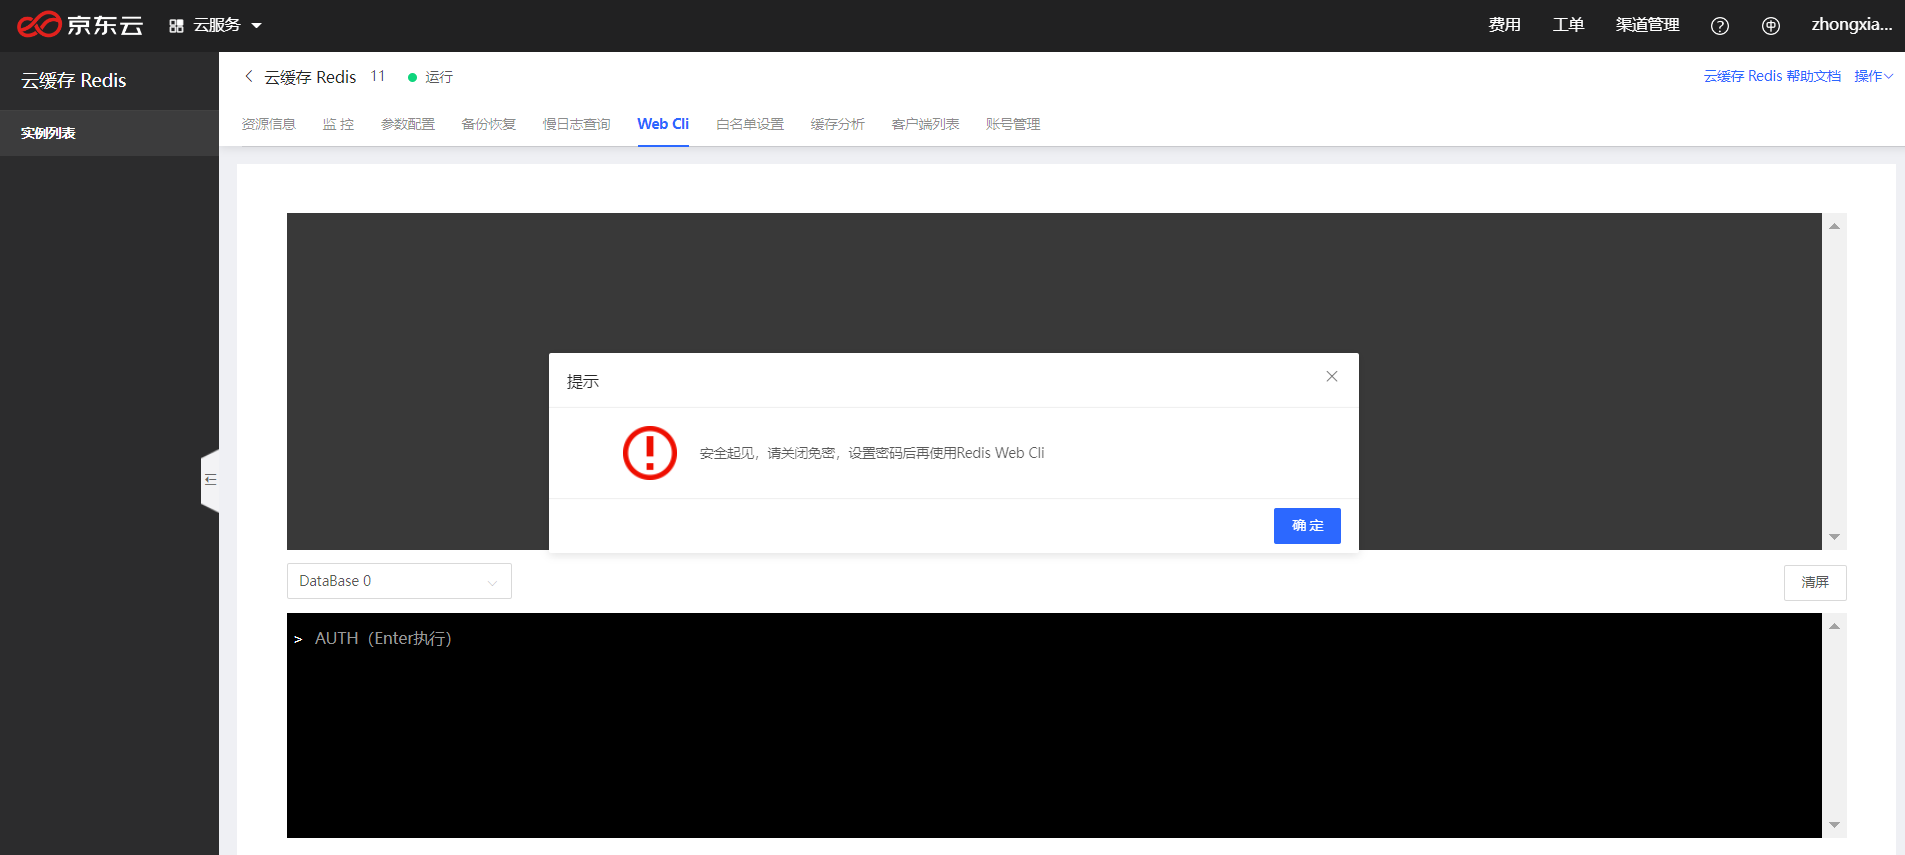 京东云 云服务 费用 工单 渠道管理 zhongxia...
云缓存 Redis
实例列表
云缓存 Redis 11 运行 云缓存 Redis 帮助文档 操作
资源信息 监 控 参数配置 备份恢复 慢日志查询 Web Cli 白名单设置 缓存分析 客户端列表 账号管理
提示
安全起见，请关闭免密，设置密码后再使用Redis Web Cli
确 定
DataBase 0 清屏
> AUTH（Enter执行）